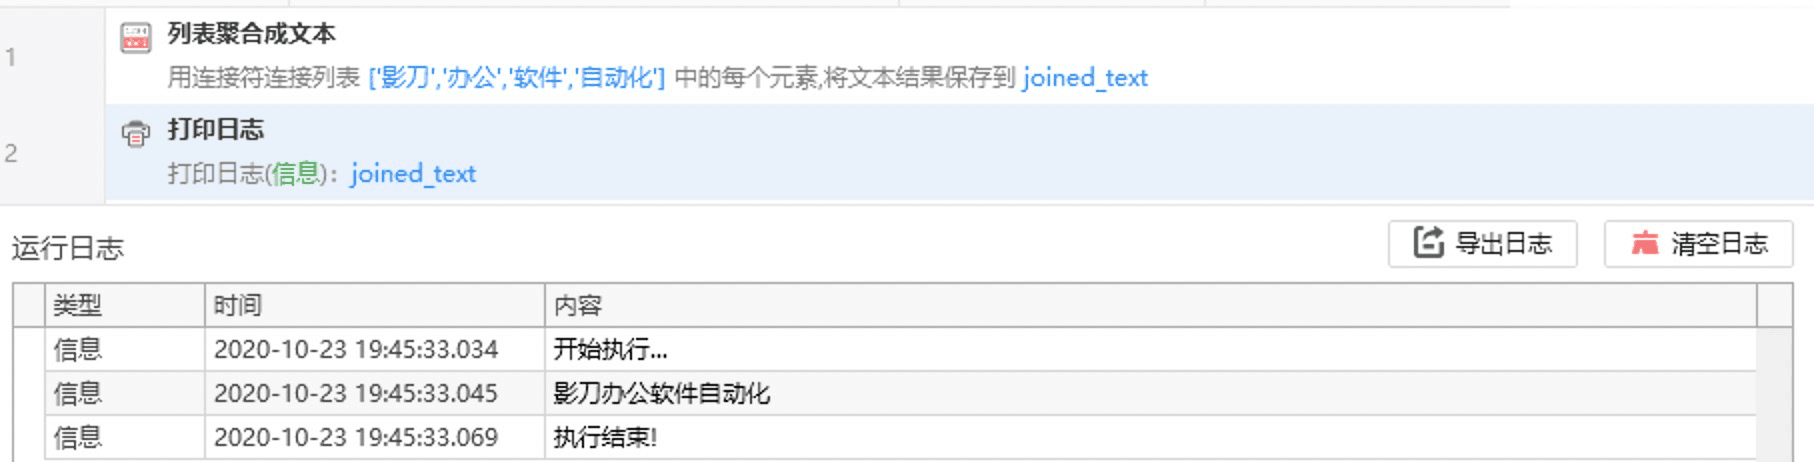 1
列表聚合成文本
用连接符连接列表 ['影刀','办公','软件','自动化'] 中的每个元素,将文本结果保存到 joined_text
2
打印日志
打印日志(信息): joined_text
运行日志
导出日志
清空日志
类型 时间 内容
信息 2020-10-23 19:45:33.034 开始执行...
信息 2020-10-23 19:45:33.045 影刀办公软件自动化
信息 2020-10-23 19:45:33.069 执行结束!